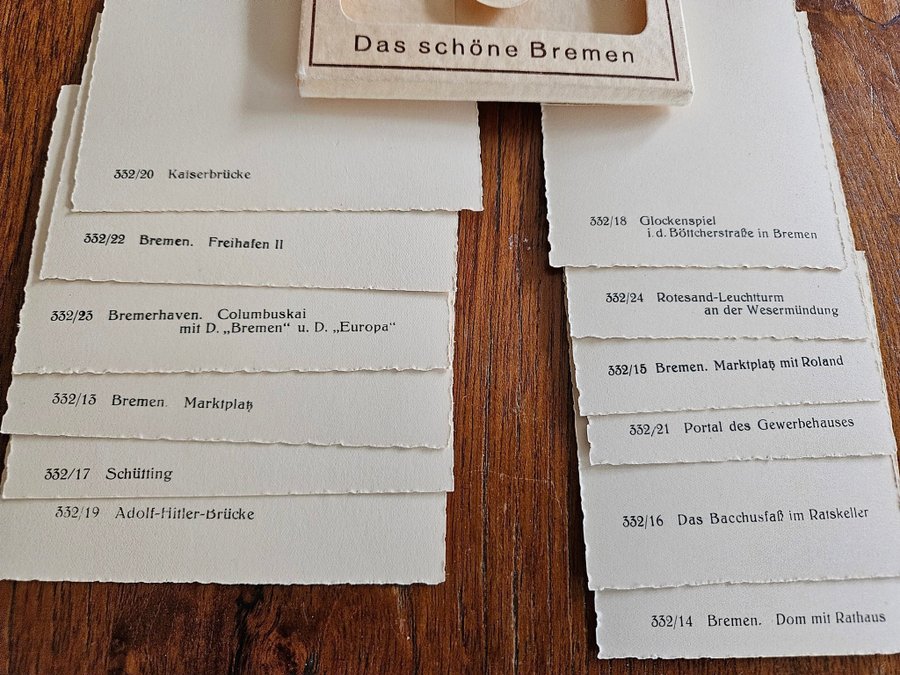 Das schöne Bremen
332/20 Kaiserbrücke
332/22 Bremen. Freihafen II
332/23 Bremerhaven. Columbuskai
mit D. „Bremen“ u. D. „Europa“
332/13 Bremen. Marktplatz
332/17 Schütting
332/19 Adolf-Hitler-Brücke
332/18 Glockenspiel
i. d. Böttcherstraße in Bremen
332/24 Rotesand-Leuchtturm
an der Wesermündung
332/15 Bremen. Marktplatz mit Roland
332/21 Portal des Gewerbehauses
332/16 Das Bacchusfaß im Ratskeller
332/14 Bremen. Dom mit Rathaus